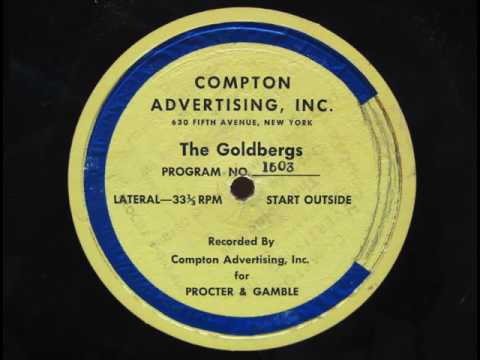 COMPTON
ADVERTISING, INC.
630 FIFTH AVENUE, NEW YORK
The Goldbergs
PROGRAM NO. 1503
LATERAL—33⅓ RPM START OUTSIDE
Recorded By
Compton Advertising, Inc.
for
PROCTER & GAMBLE